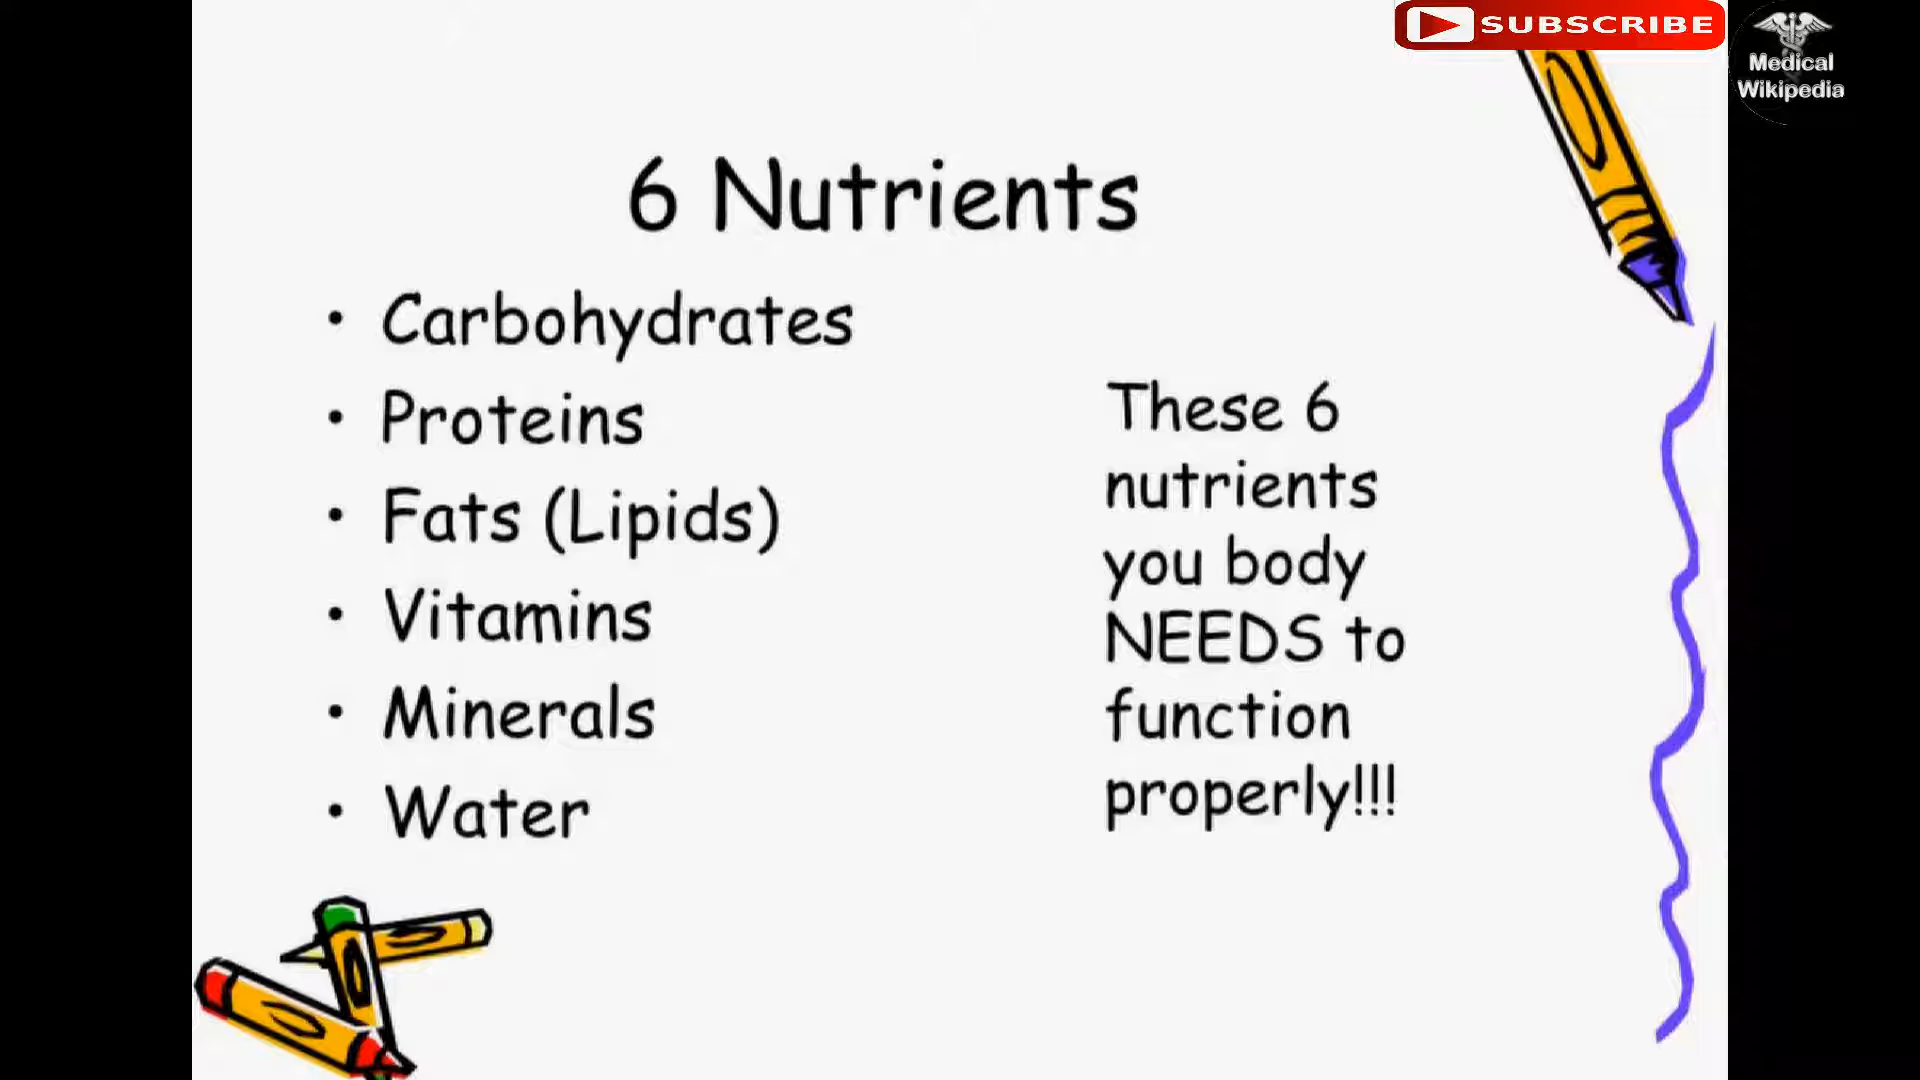 SUBSCRIBE
Medical
Wikipedia
6 Nutrients
• Carbohydrates
• Proteins
• Fats (Lipids)
• Vitamins
• Minerals
• Water
These 6
nutrients
you body
NEEDS to
function
properly!!!